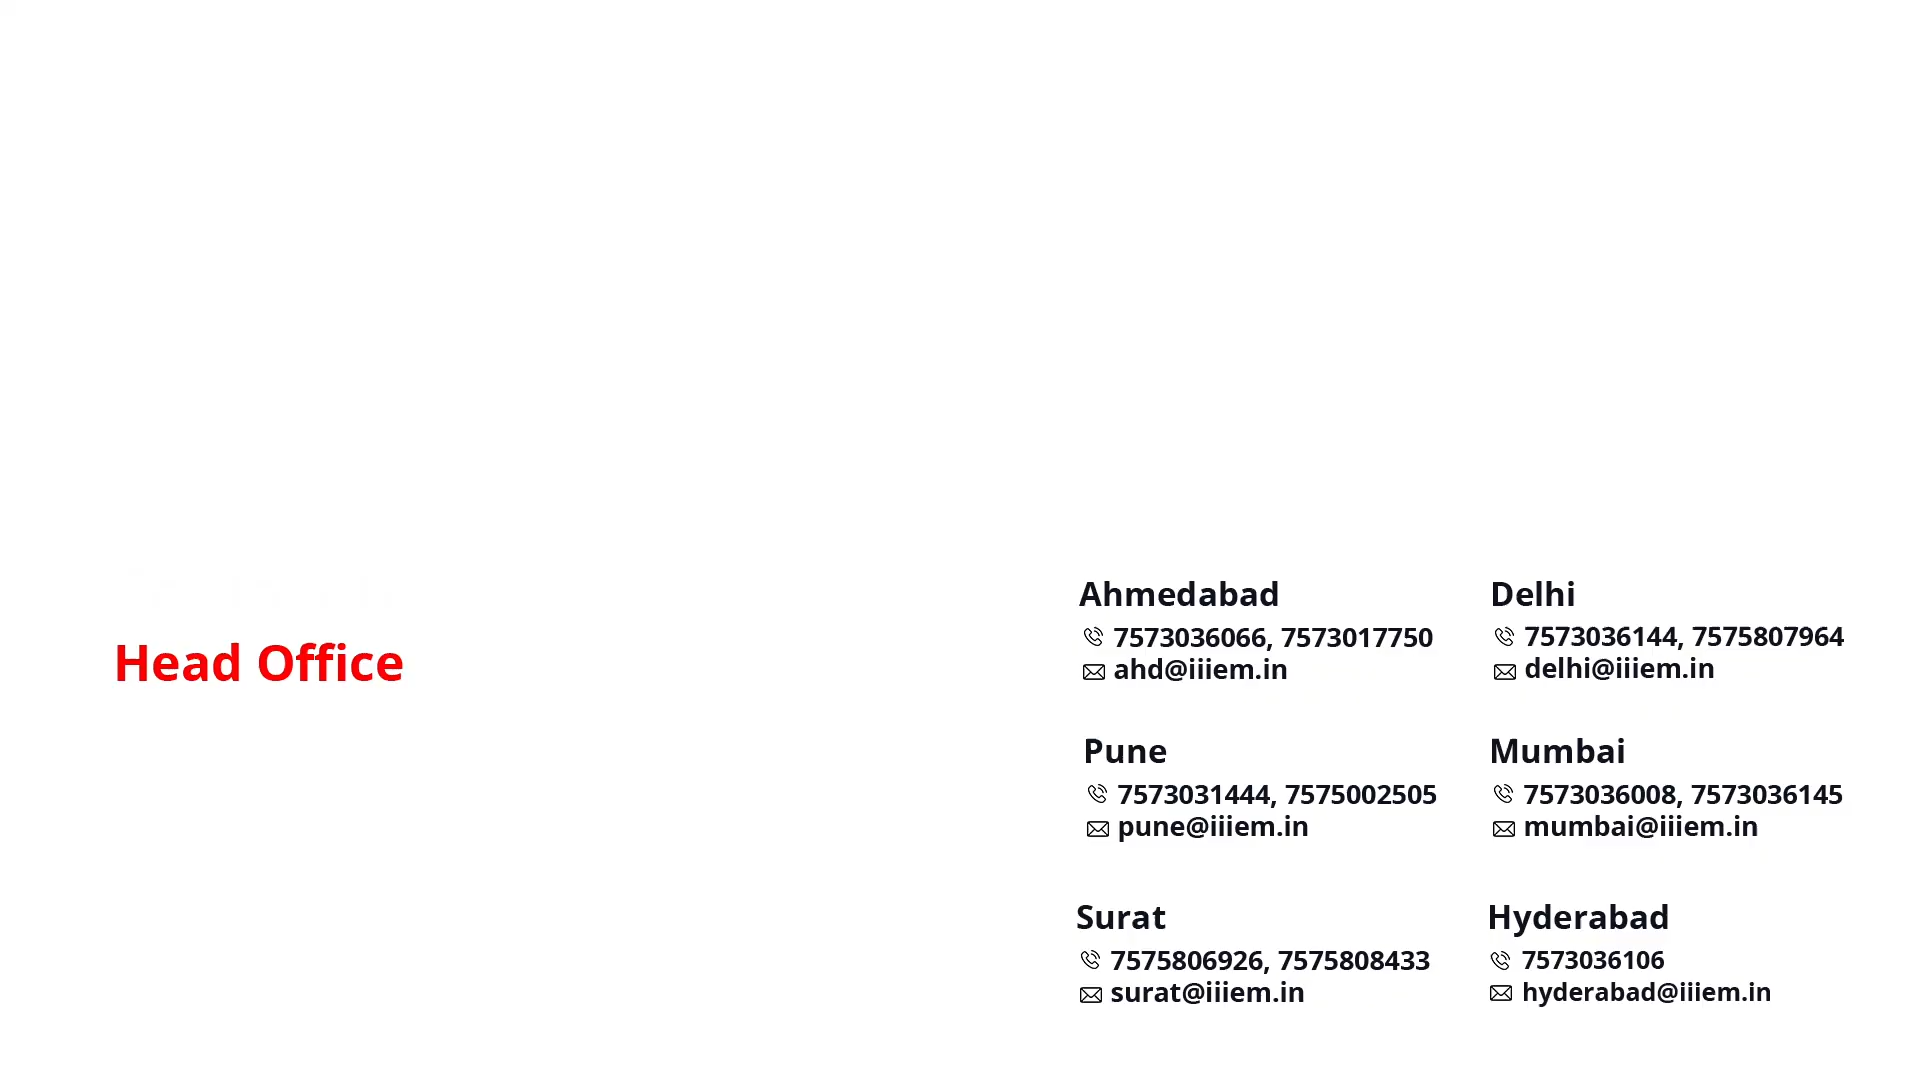 Head Office
Ahmedabad
7573036066, 7573017750
ahd@iiiem.in
Delhi
7573036144, 7575807964
delhi@iiiem.in
Pune
7573031444, 7575002505
pune@iiiem.in
Mumbai
7573036008, 7573036145
mumbai@iiiem.in
Surat
7575806926, 7575808433
surat@iiiem.in
Hyderabad
7573036106
hyderabad@iiiem.in